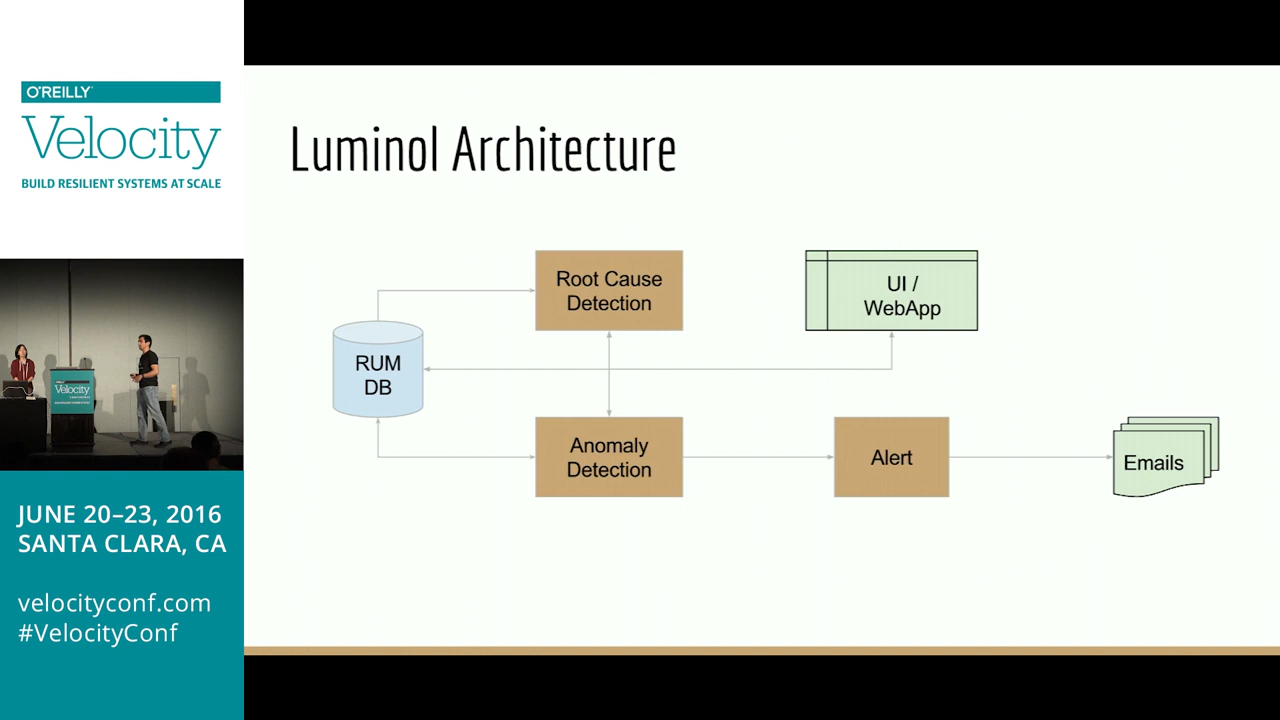 O'REILLY
Velocity
BUILD RESILIENT SYSTEMS AT SCALE
Velocity
JUNE 20–23, 2016
SANTA CLARA, CA
velocityconf.com
#VelocityConf
Luminol Architecture
Root Cause
Detection
UI /
WebApp
RUM
DB
Anomaly
Detection
Alert
Emails